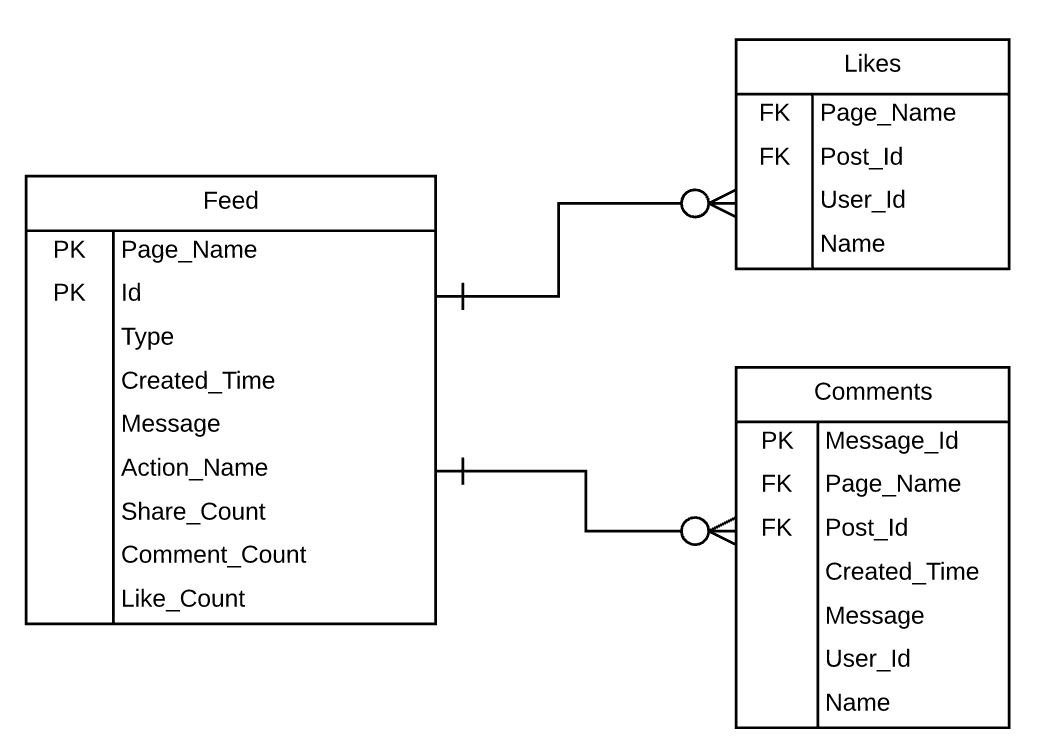 Feed
PK Page_Name
PK Id
Type
Created_Time
Message
Action_Name
Share_Count
Comment_Count
Like_Count
Likes
FK Page_Name
FK Post_Id
User_Id
Name
Comments
PK Message_Id
FK Page_Name
FK Post_Id
Created_Time
Message
User_Id
Name